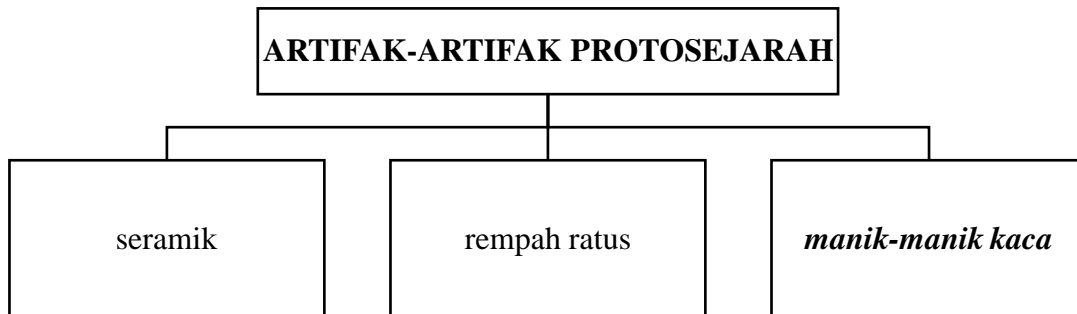 ARTIFAK-ARTIFAK PROTOSEJARAH
seramik
rempah ratus
manik-manik kaca